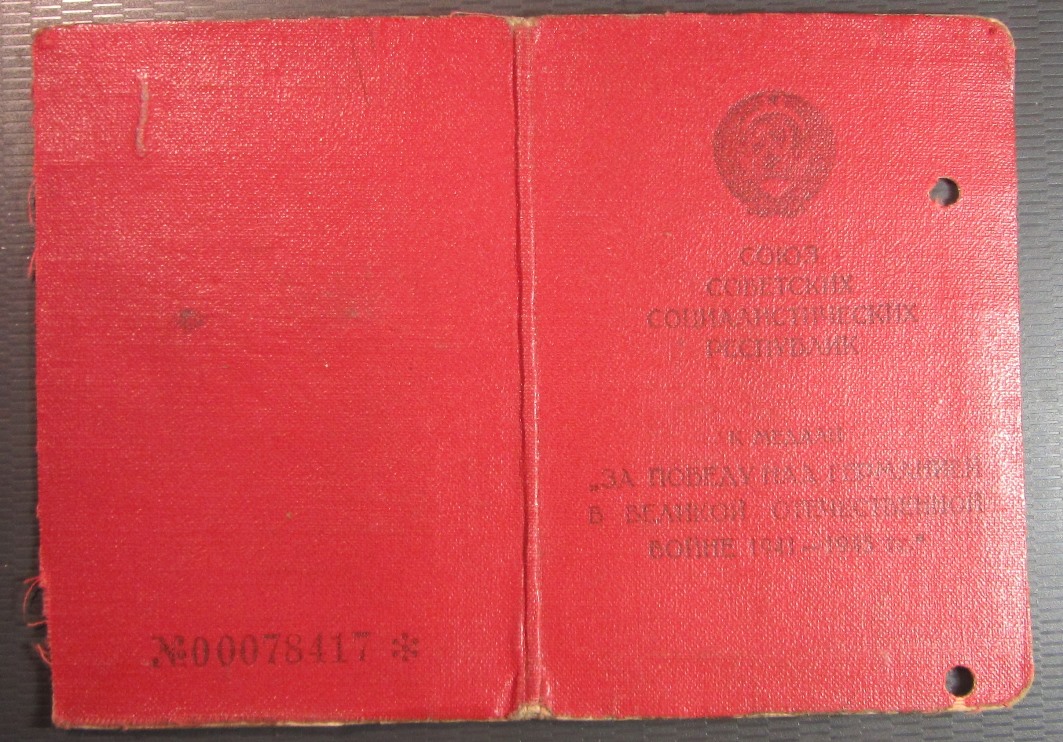 СОЮЗ
СОВЕТСКИХ
СОЦИАЛИСТИЧЕСКИХ
РЕСПУБЛИК
К МЕДАЛИ
„ЗА ПОБЕДУ НАД ГЕРМАНИЕЙ
В ВЕЛИКОЙ ОТЕЧЕСТВЕННОЙ
ВОЙНЕ 1941—1945 гг."
№00078417 *